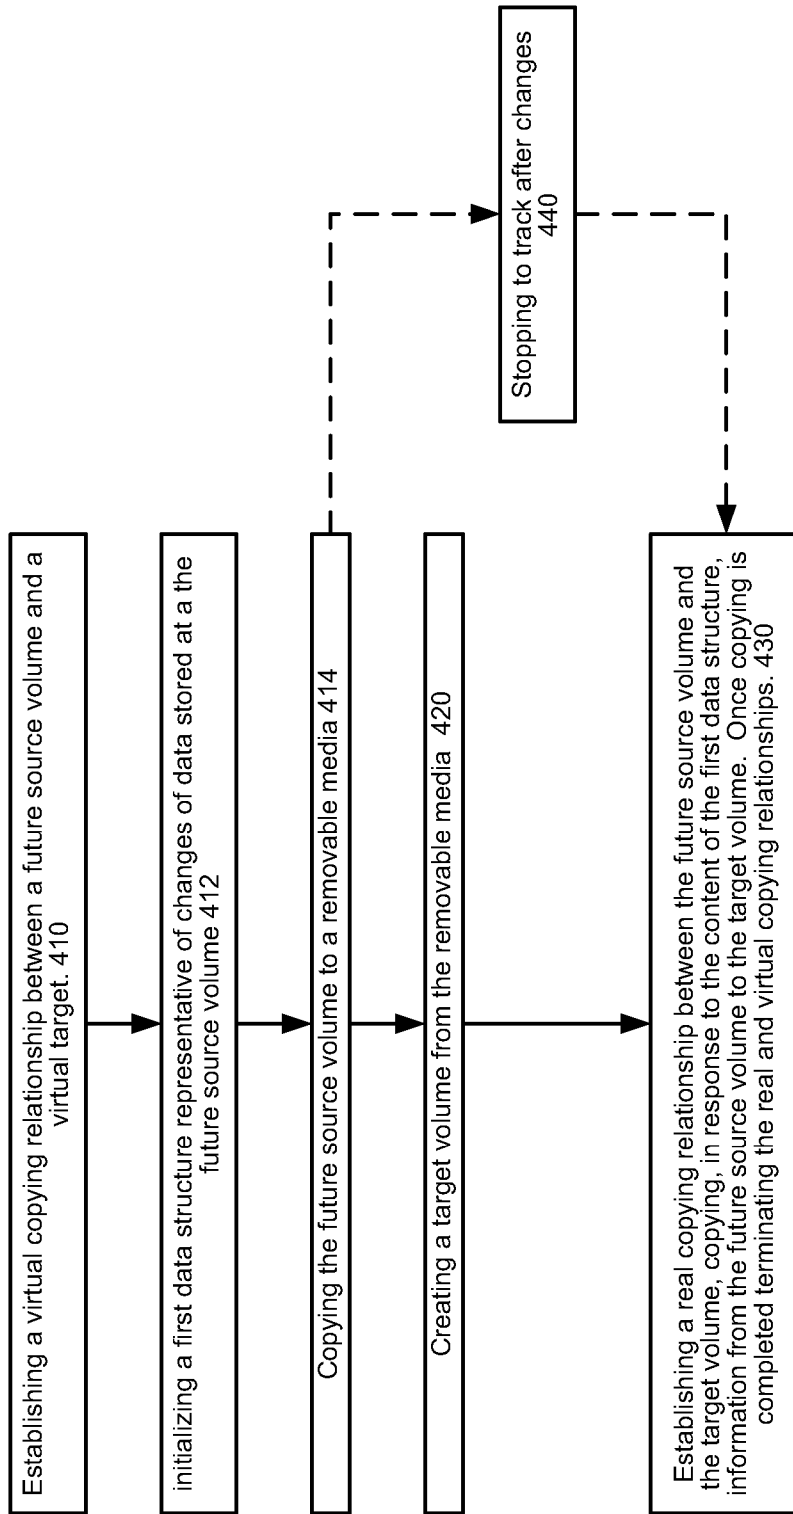 Establishing a virtual copying relationship between a future source volume and a
virtual target. 410
initializing a first data structure representative of changes of data stored at a the
future source volume 412
Copying the future source volume to a removable media 414
Creating a target volume from the removable media 420
Stopping to track after changes
440
Establishing a real copying relationship between the future source volume and
the target volume, copying, in response to the content of the first data structure,
information from the future source volume to the target volume. Once copying is
completed terminating the real and virtual copying relationships. 430